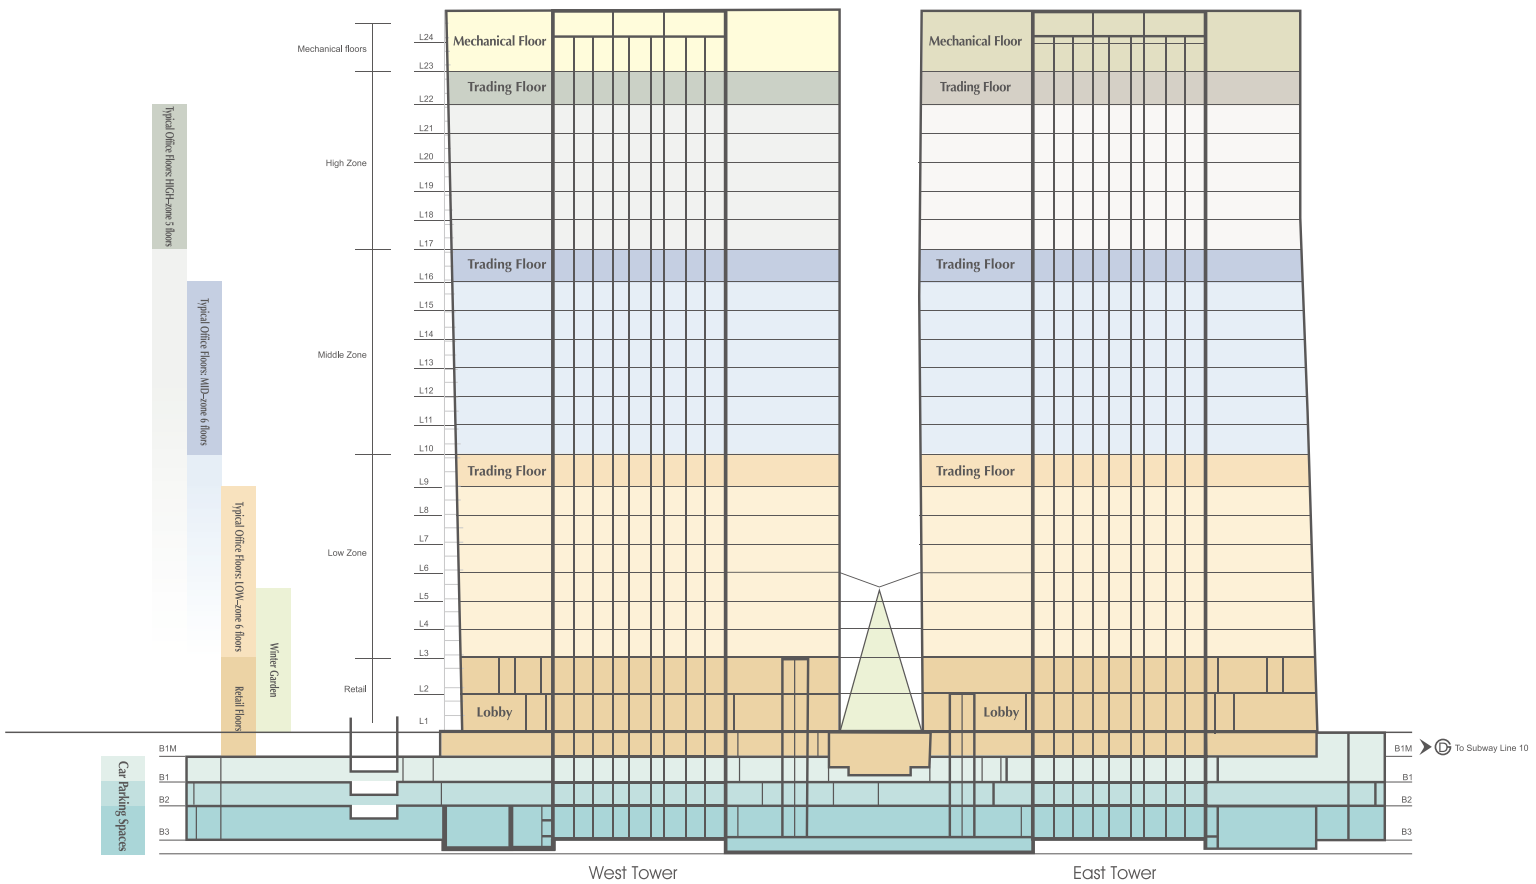 L24
Mechanical floors
Mechanical Floor
Mechanical Floor
L23
Trading Floor
Trading Floor
L22
Typical Office Floors: HIGH-zone 5 floors
L21
L20
High Zone
L19
L18
L17
Trading Floor
Trading Floor
L16
Typical Office Floors: MID-zone 6 floors
L15
L14
Middle Zone
L13
L12
L11
L10
Trading Floor
Trading Floor
L9
Typical Office Floors: LOW-zone 6 floors
L8
L7
Low Zone
L6
L5
L4
L3
Winter Garden
Retail
Retail Floors
L2
Lobby
Lobby
L1
B1M
B1M
To Subway Line 10
Car Parking Spaces
B1
B1
B2
B2
B3
B3
West Tower
East Tower